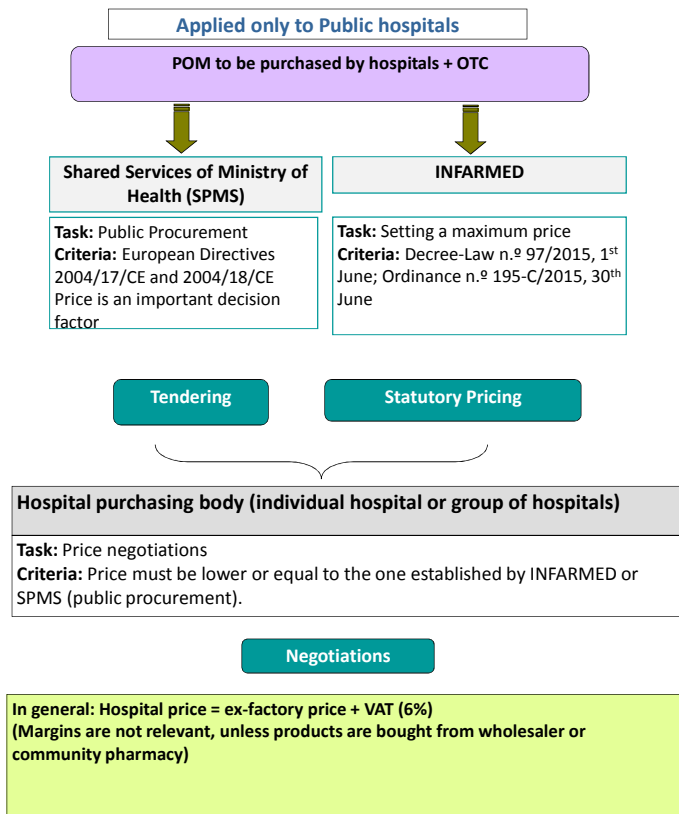 Applied only to Public hospitals
POM to be purchased by hospitals + OTC
Shared Services of Ministry of
Health (SPMS)
Task: Public Procurement
Criteria: European Directives
2004/17/CE and 2004/18/CE
Price is an important decision
factor
INFARMED
Task: Setting a maximum price
Criteria: Decree-Law n.º 97/2015, 1st
June; Ordinance n.º 195-C/2015, 30th
June
Tendering
Statutory Pricing
Hospital purchasing body (individual hospital or group of hospitals)
Task: Price negotiations
Criteria: Price must be lower or equal to the one established by INFARMED or
SPMS (public procurement).
Negotiations
In general: Hospital price = ex-factory price + VAT (6%)
(Margins are not relevant, unless products are bought from wholesaler or
community pharmacy)